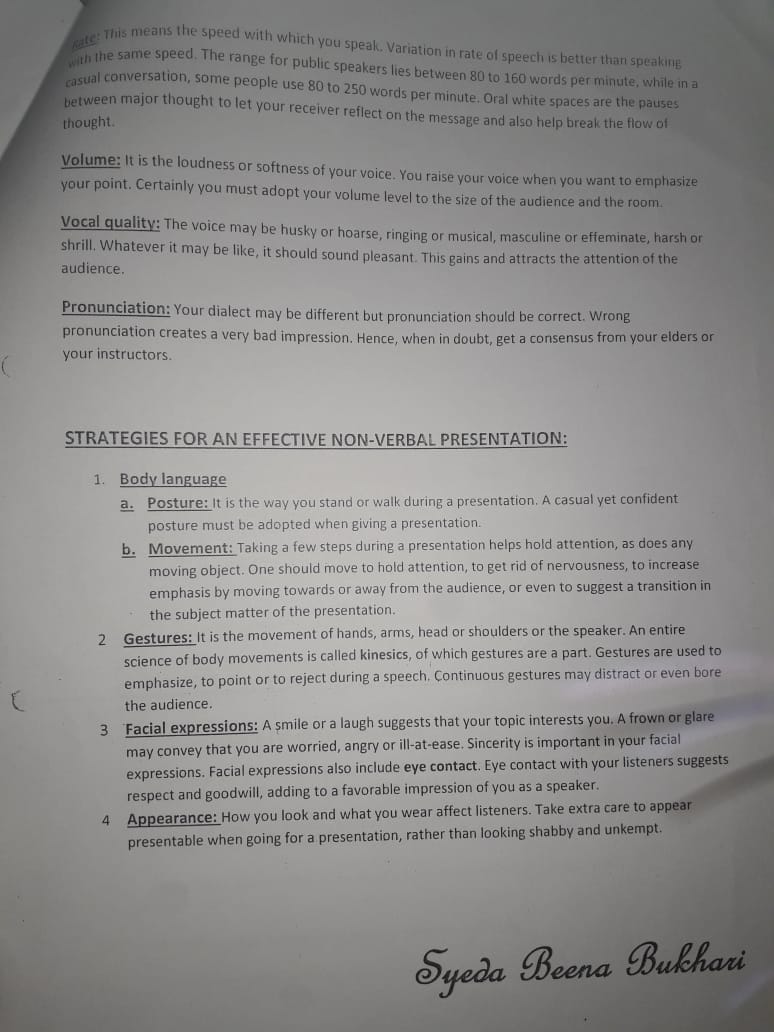 Rate: This means the speed with which you speak. Variation in rate of speech is better than speaking
with the same speed. The range for public speakers lies between 80 to 160 words per minute, while in a
casual conversation, some people use 80 to 250 words per minute. Oral white spaces are the pauses
between major thought to let your receiver reflect on the message and also help break the flow of
thought.
Volume: It is the loudness or softness of your voice. You raise your voice when you want to emphasize
your point. Certainly you must adopt your volume level to the size of the audience and the room.
Vocal quality: The voice may be husky or hoarse, ringing or musical, masculine or effeminate, harsh or
shrill. Whatever it may be like, it should sound pleasant. This gains and attracts the attention of the
audience.
Pronunciation: Your dialect may be different but pronunciation should be correct. Wrong
pronunciation creates a very bad impression. Hence, when in doubt, get a consensus from your elders or
your instructors.
STRATEGIES FOR AN EFFECTIVE NON-VERBAL PRESENTATION:
1. Body language
a. Posture: It is the way you stand or walk during a presentation. A casual yet confident
posture must be adopted when giving a presentation.
b. Movement: Taking a few steps during a presentation helps hold attention, as does any
moving object. One should move to hold attention, to get rid of nervousness, to increase
emphasis by moving towards or away from the audience, or even to suggest a transition in
the subject matter of the presentation.
2 Gestures: It is the movement of hands, arms, head or shoulders or the speaker. An entire
science of body movements is called kinesics, of which gestures are a part. Gestures are used to
emphasize, to point or to reject during a speech. Continuous gestures may distract or even bore
the audience.
3 Facial expressions: A smile or a laugh suggests that your topic interests you. A frown or glare
may convey that you are worried, angry or ill-at-ease. Sincerity is important in your facial
expressions. Facial expressions also include eye contact. Eye contact with your listeners suggests
respect and goodwill, adding to a favorable impression of you as a speaker.
4 Appearance: How you look and what you wear affect listeners. Take extra care to appear
presentable when going for a presentation, rather than looking shabby and unkempt.
Syeda Beena Bukhari